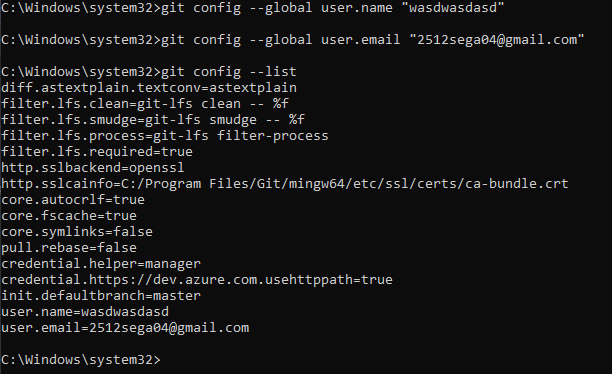 C:\Windows\system32>git config --global user.name "wasdwasdasd"
C:\Windows\system32>git config --global user.email "2512sega04@gmail.com"
C:\Windows\system32>git config --list
diff.astextplain.textconv=astextplain
filter.lfs.clean=git-lfs clean -- %f
filter.lfs.smudge=git-lfs smudge -- %f
filter.lfs.process=git-lfs filter-process
filter.lfs.required=true
http.sslbackend=openssl
http.sslcainfo=C:/Program Files/Git/mingw64/etc/ssl/certs/ca-bundle.crt
core.autocrlf=true
core.fscache=true
core.symlinks=false
pull.rebase=false
credential.helper=manager
credential.https://dev.azure.com.usehttppath=true
init.defaultbranch=master
user.name=wasdwasdasd
user.email=2512sega04@gmail.com
C:\Windows\system32>